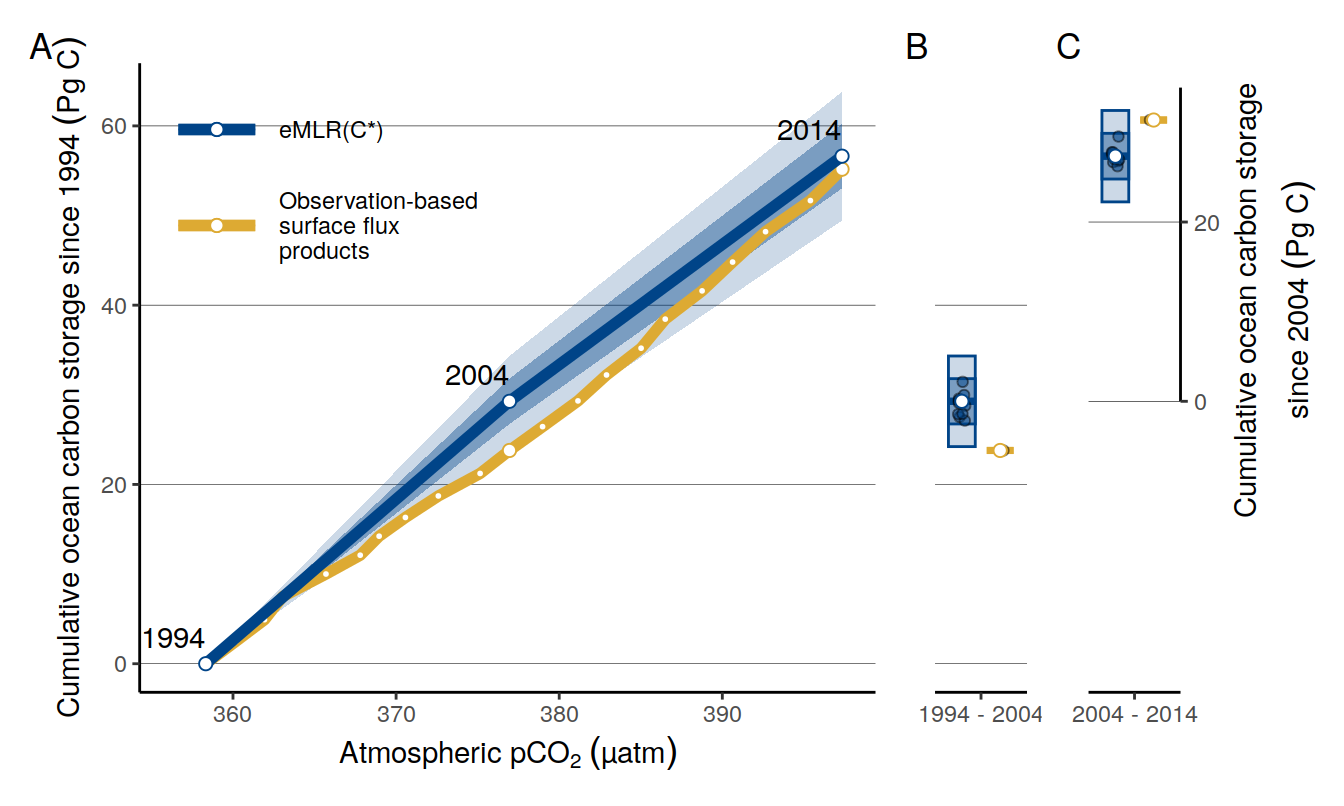 A
B
C
Cumulative ocean carbon storage since 1994 (Pg C)
60
40
20
0
eMLR(C*)
Observation-based
surface flux
products
1994
2004
2014
360
370
380
390
Atmospheric pCO₂ (µatm)
1994 - 2004
2004 - 2014
20
0
Cumulative ocean carbon storage
since 2004 (Pg C)